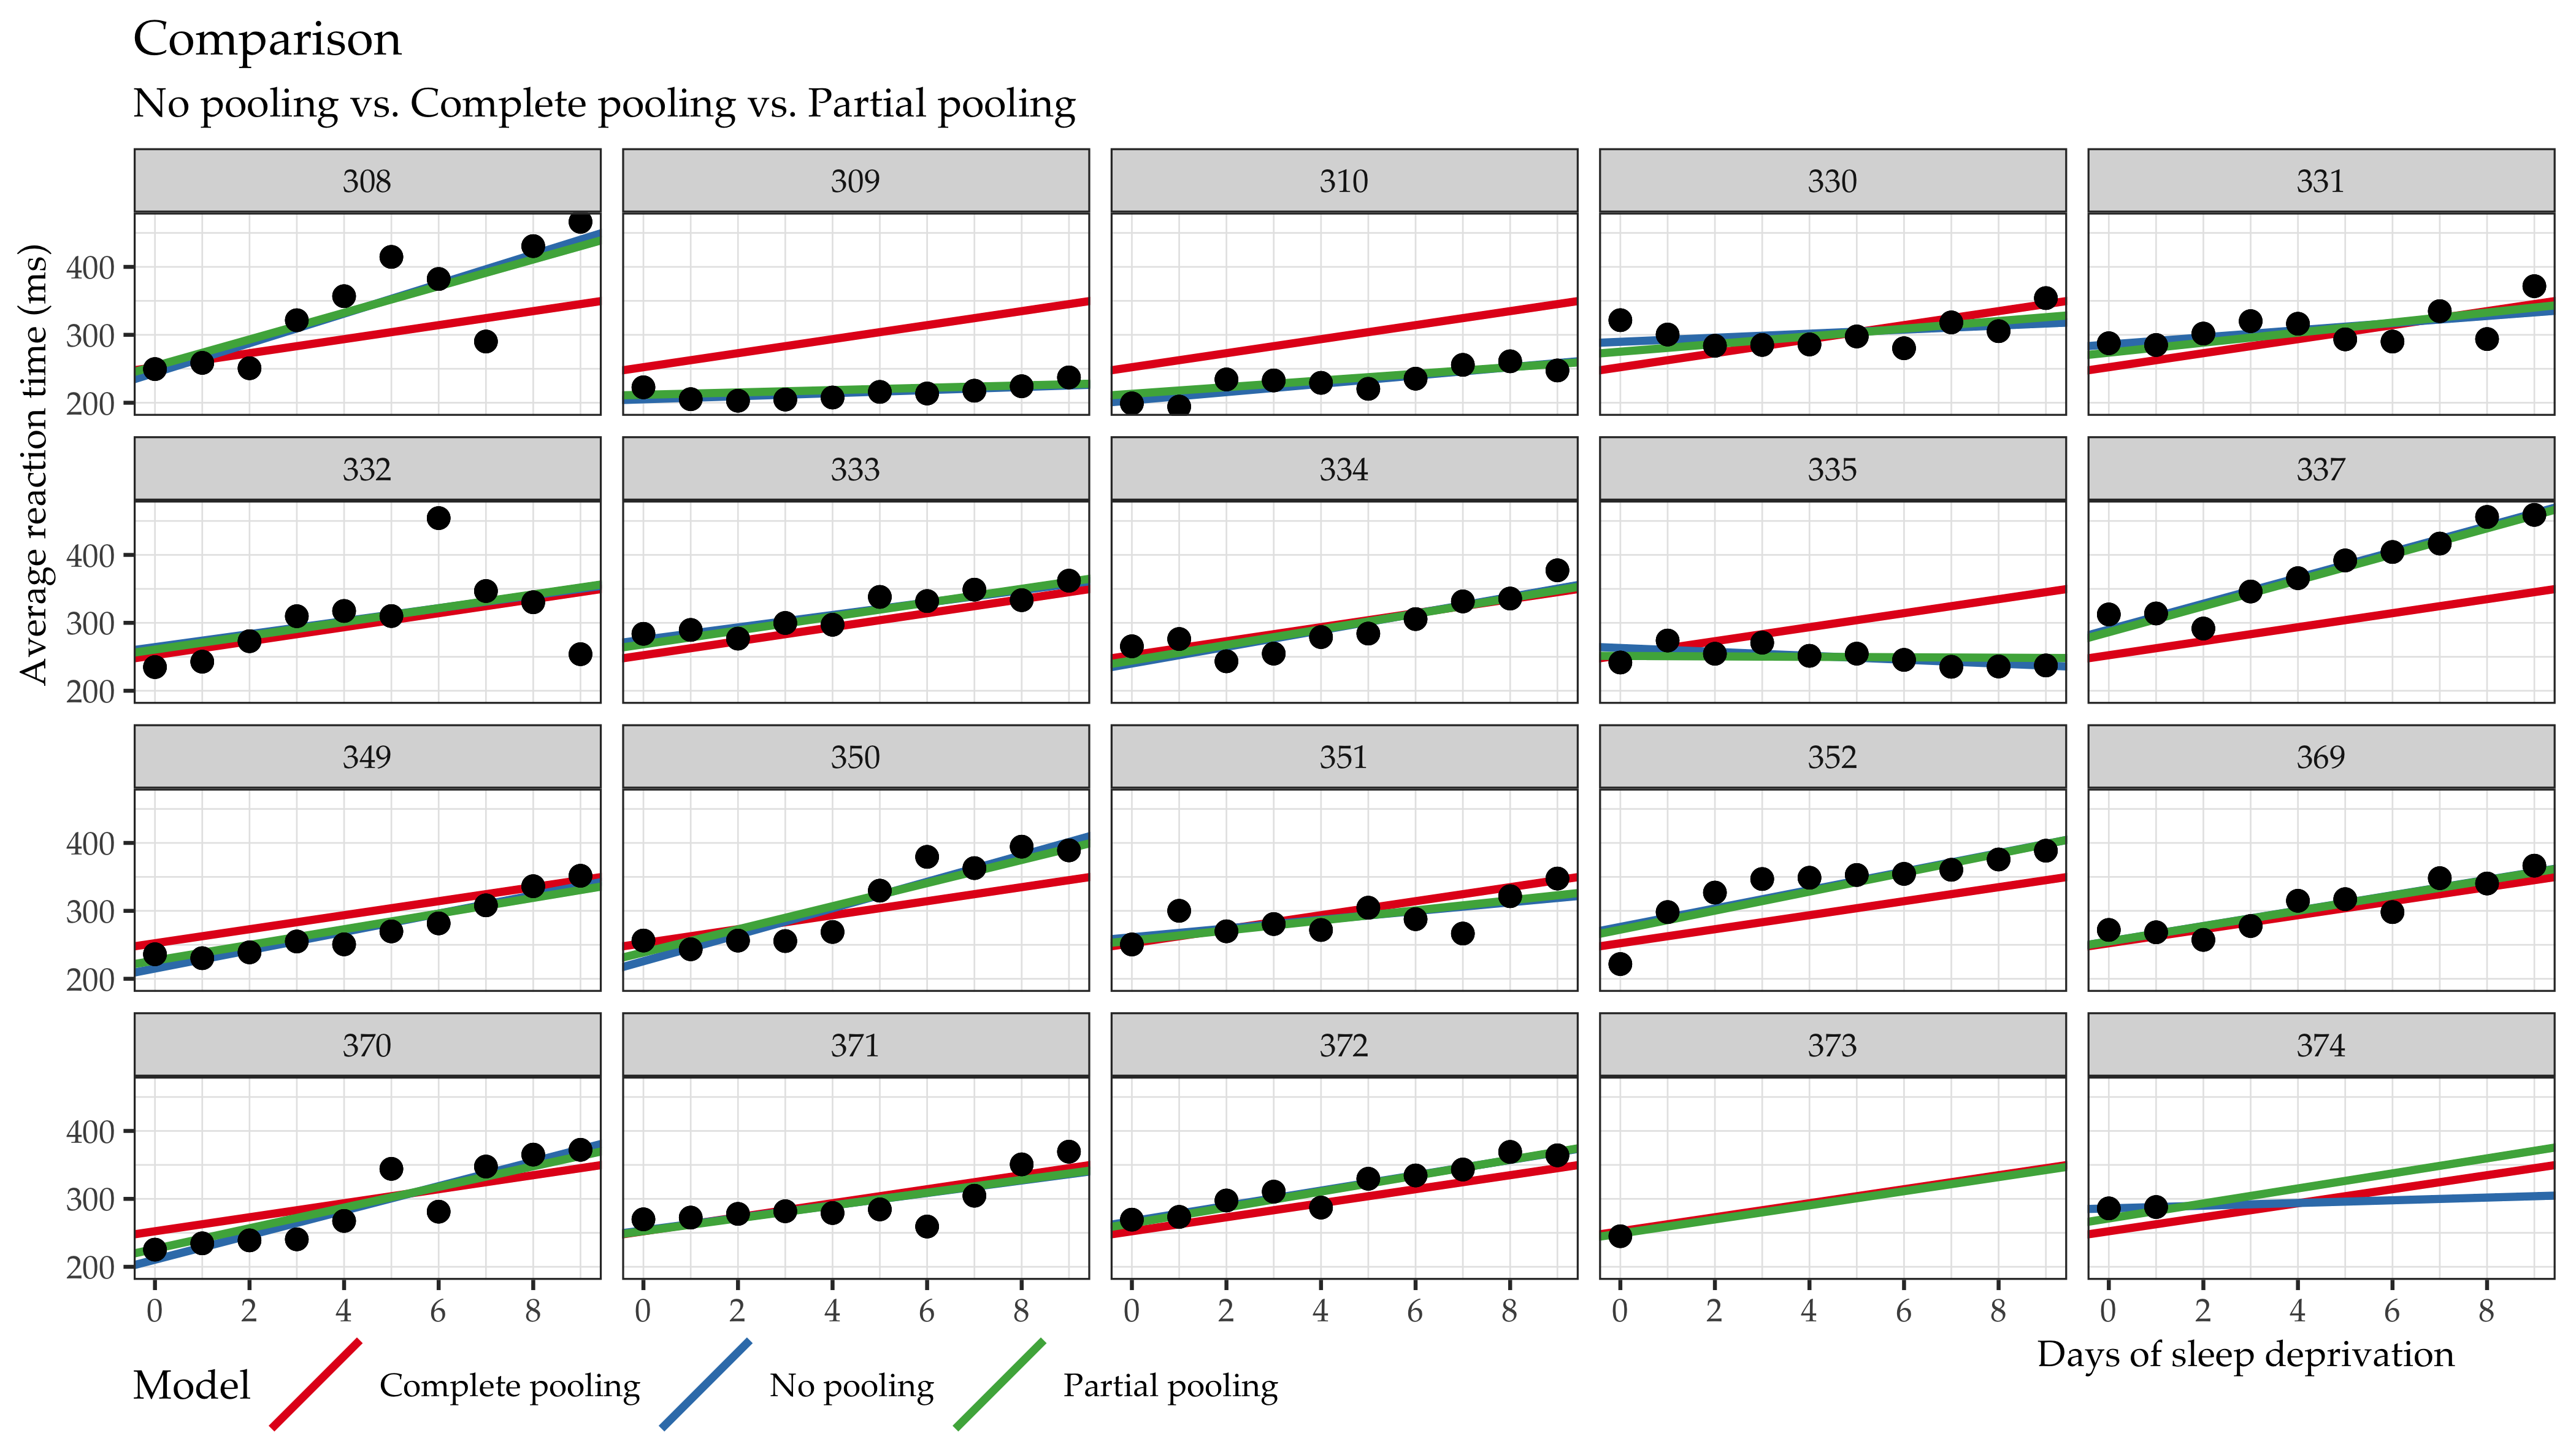 Comparison
No pooling vs. Complete pooling vs. Partial pooling
Average reaction time (ms)
308 309 310 330 331
400
300
200
332 333 334 335 337
400
300
200
349 350 351 352 369
400
300
200
370 371 372 373 374
400
300
200
0 2 4 6 8 0 2 4 6 8 0 2 4 6 8 0 2 4 6 8 0 2 4 6 8
Days of sleep deprivation
Model Complete pooling No pooling Partial pooling